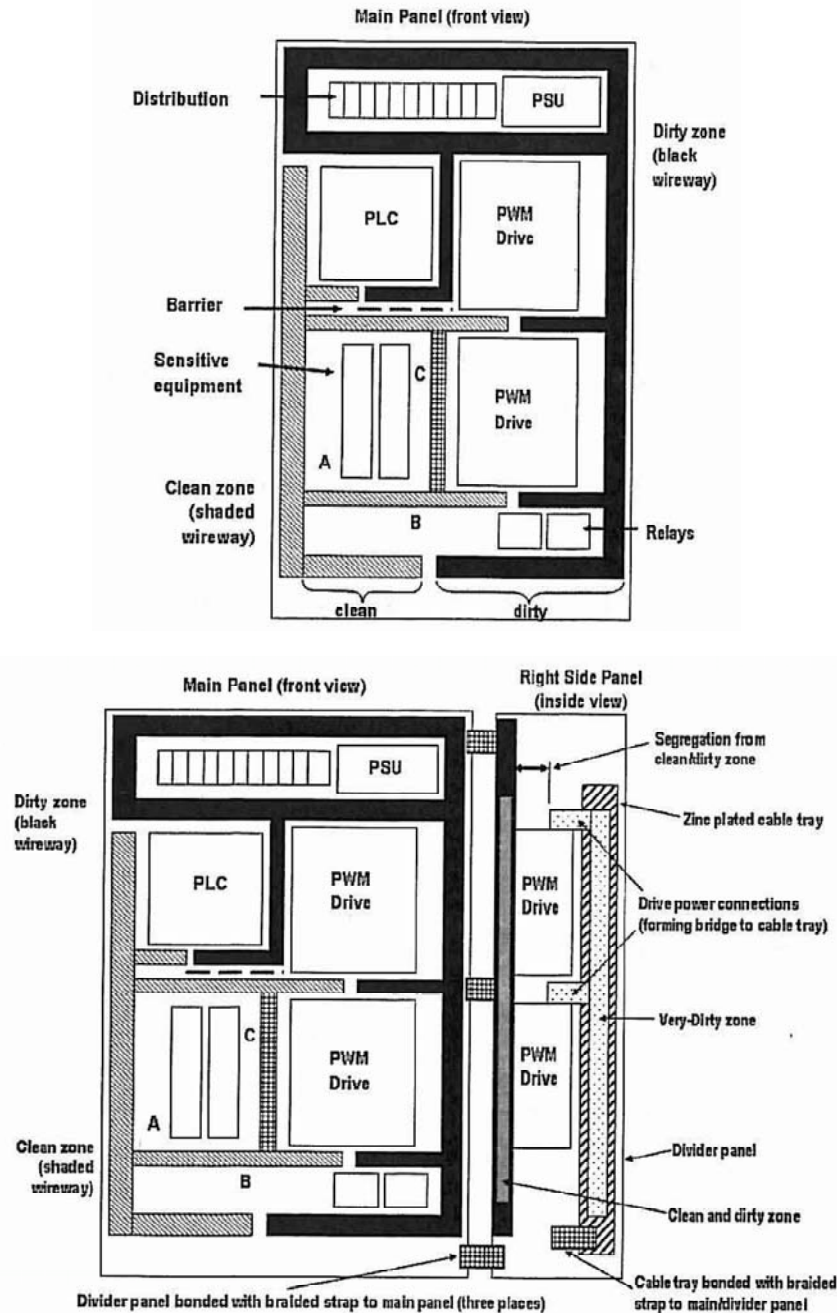 Main Panel (front view)
Distribution
PSU
Dirty zone
(black
wireway)
PLC
PWM
Drive
Barrier
Sensitive
equipment
C
PWM
Drive
A
Clean zone
(shaded
wireway)
B
Relays
clean
dirty
Main Panel (front view)
Right Side Panel
(inside view)
Segregation from
clean/dirty zone
PSU
Dirty zone
(black
wireway)
Zinc plated cable tray
PLC
PWM
Drive
PWM
Drive
Drive power connections
(forming bridge to cable tray)
C
PWM
Drive
PWM
Drive
Very-Dirty zone
A
Clean zone
(shaded
wireway)
B
Divider panel
Clean and dirty zone
Divider panel bonded with braided strap to main panel (three places)
Cable tray bonded with braided
strap to main/divider panel